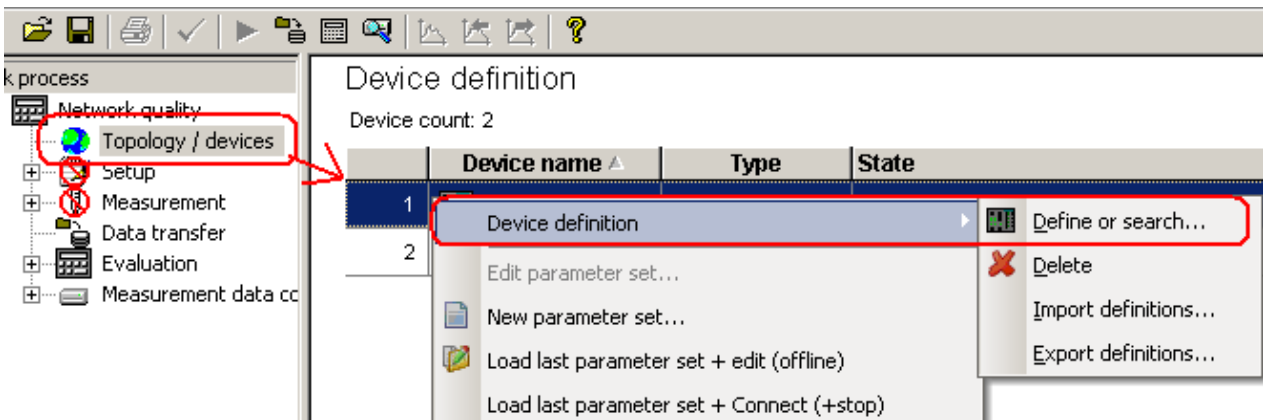 k process
Network quality
Topology / devices
Setup
Measurement
Data transfer
Evaluation
Measurement data cc
Device definition
Device count: 2
Device name Type State
1
2
Device definition
Edit parameter set...
New parameter set...
Load last parameter set + edit (offline)
Load last parameter set + Connect (+stop)
Define or search...
Delete
Import definitions...
Export definitions...